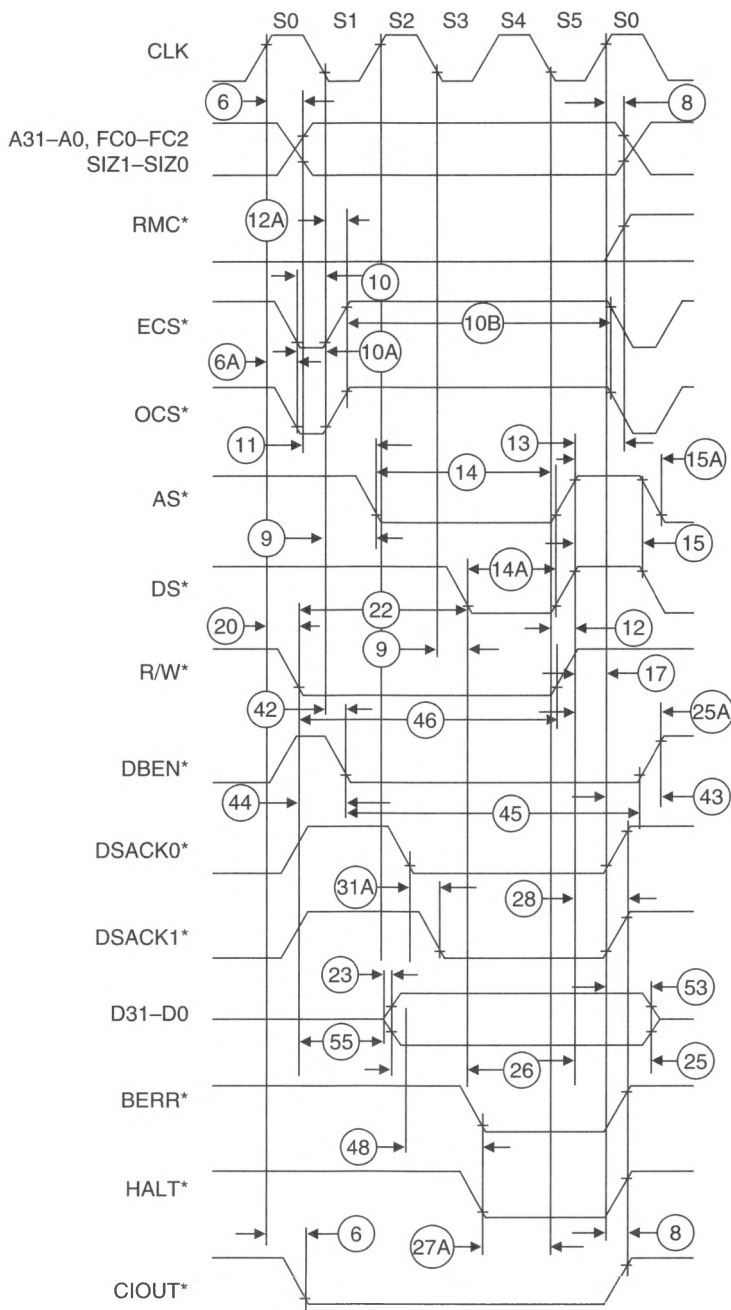 S0 S1 S2 S3 S4 S5 S0
CLK
6 8
A31–A0, FC0–FC2
SIZ1–SIZ0
RMC*
12A
10
ECS*
10B
10A
6A
OCS*
11 13
14 15A
AS*
9 15
14A
DS*
22
20 12
9
R/W*
17
42 46 25A
DBEN*
44 45 43
DSACK0*
31A 28
DSACK1*
23 53
D31–D0
55 26 25
BERR*
48
HALT*
6 27A 8
CIOUT*